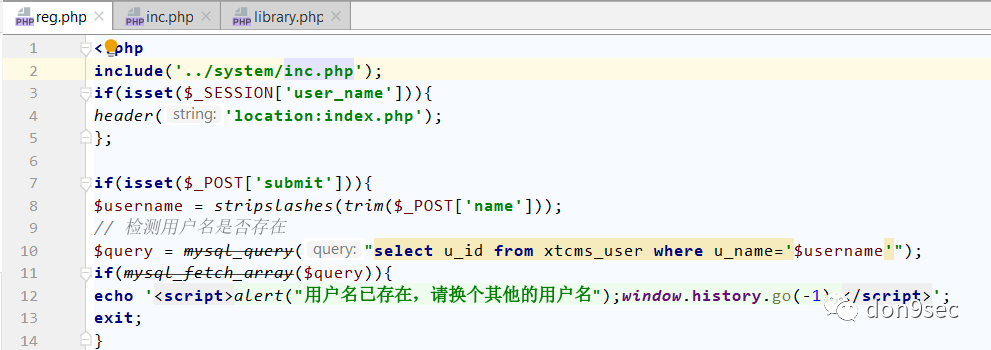 reg.php × inc.php × library.php ×
1 <?php
2 include('../system/inc.php');
3 if(isset($_SESSION['user_name'])){
4 header( string: 'location:index.php');
5 };
6
7 if(isset($_POST['submit'])){
8 $username = stripslashes(trim($_POST['name']));
9 // 检测用户名是否存在
10 $query = mysql_query( query: "select u_id from xtcms_user where u_name='$username'");
11 if(mysql_fetch_array($query)){
12 echo '<script>alert("用户名已存在，请换个其他的用户名");window.history.go(-1);</script>';
13 exit;
14 }
don9sec